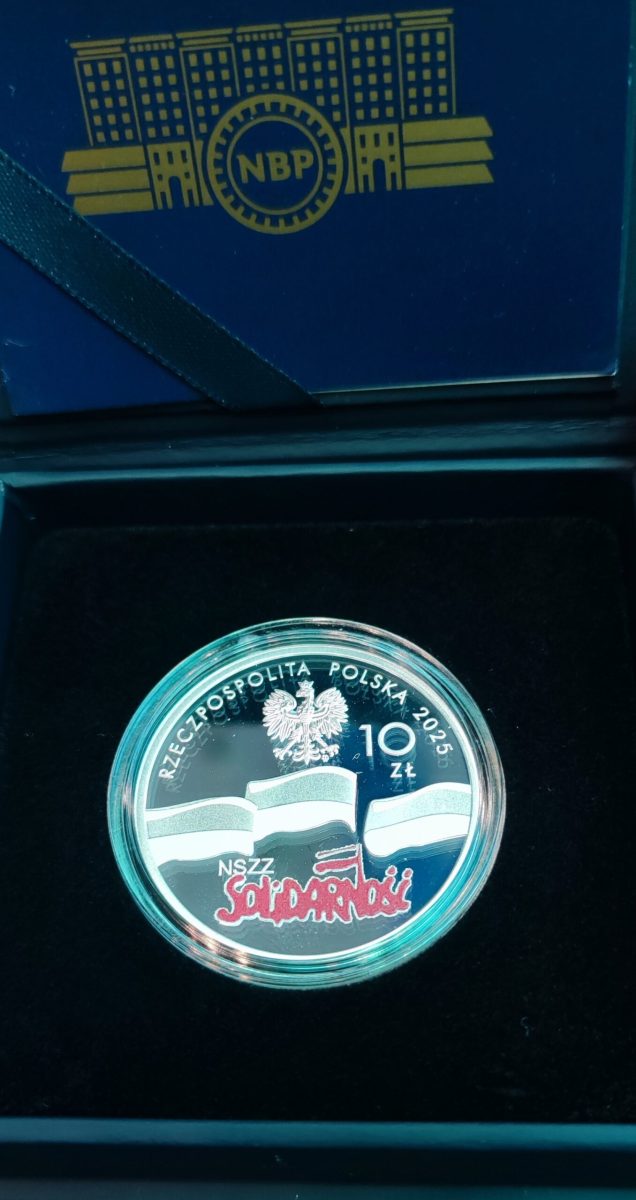 NBP
RZECZPOSPOLITA POLSKA 2025
10
ZŁ
NSZZ
SOLIDARNOŚĆ